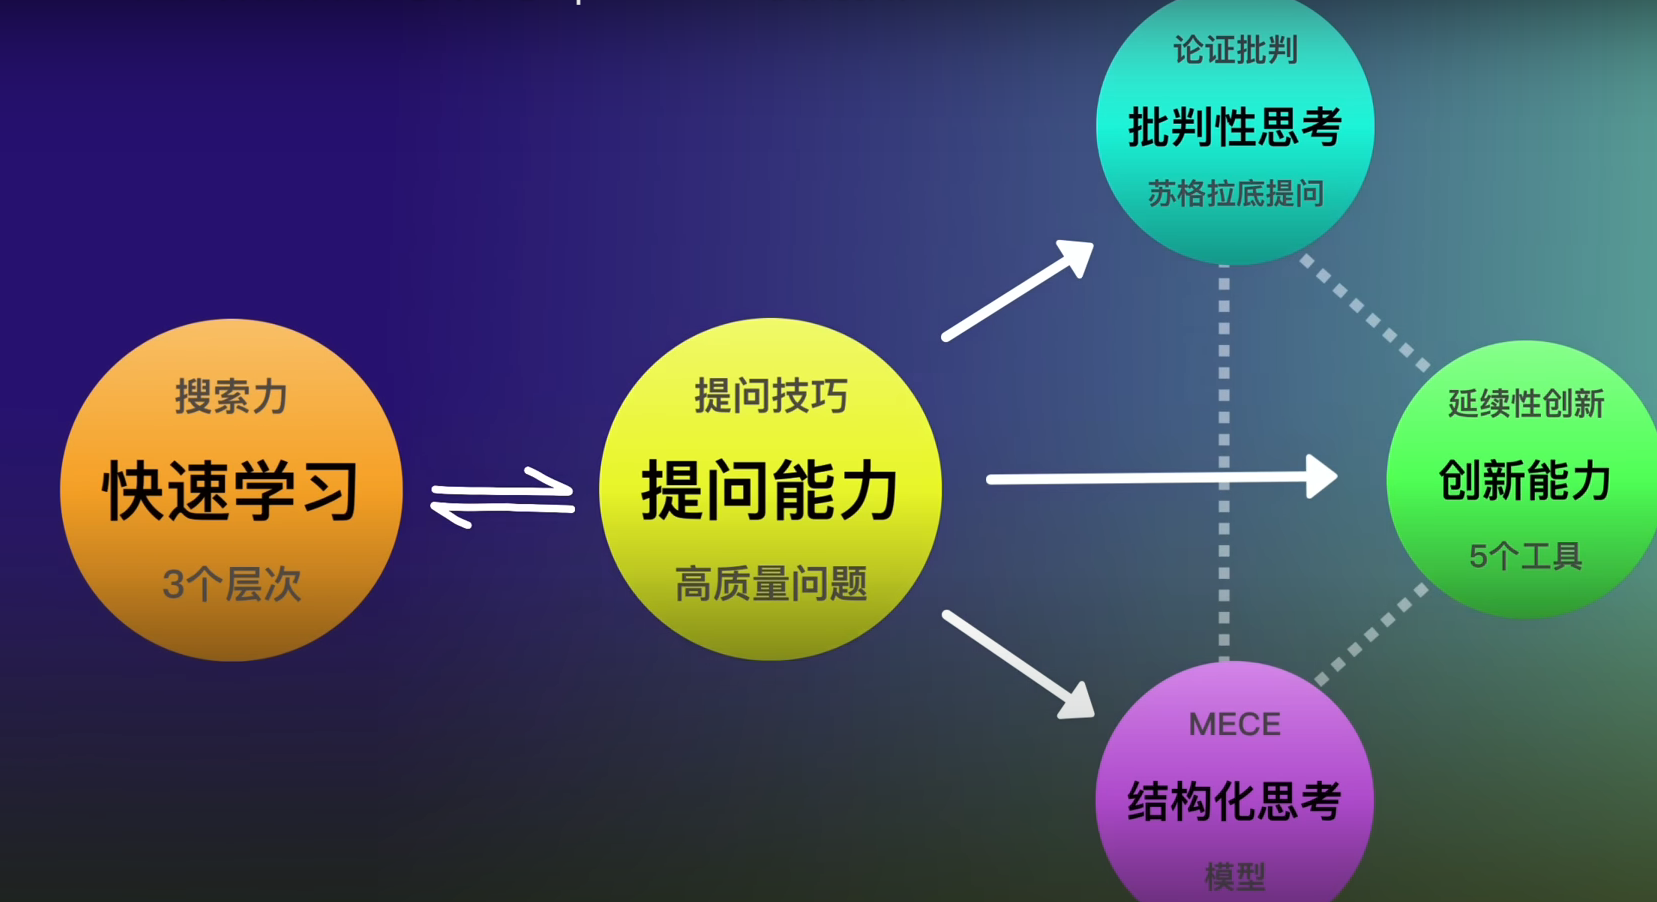 搜索力
快速学习
3个层次
提问技巧
提问能力
高质量问题
论证批判
批判性思考
苏格拉底提问
延续性创新
创新能力
5个工具
MECE
结构化思考
模型